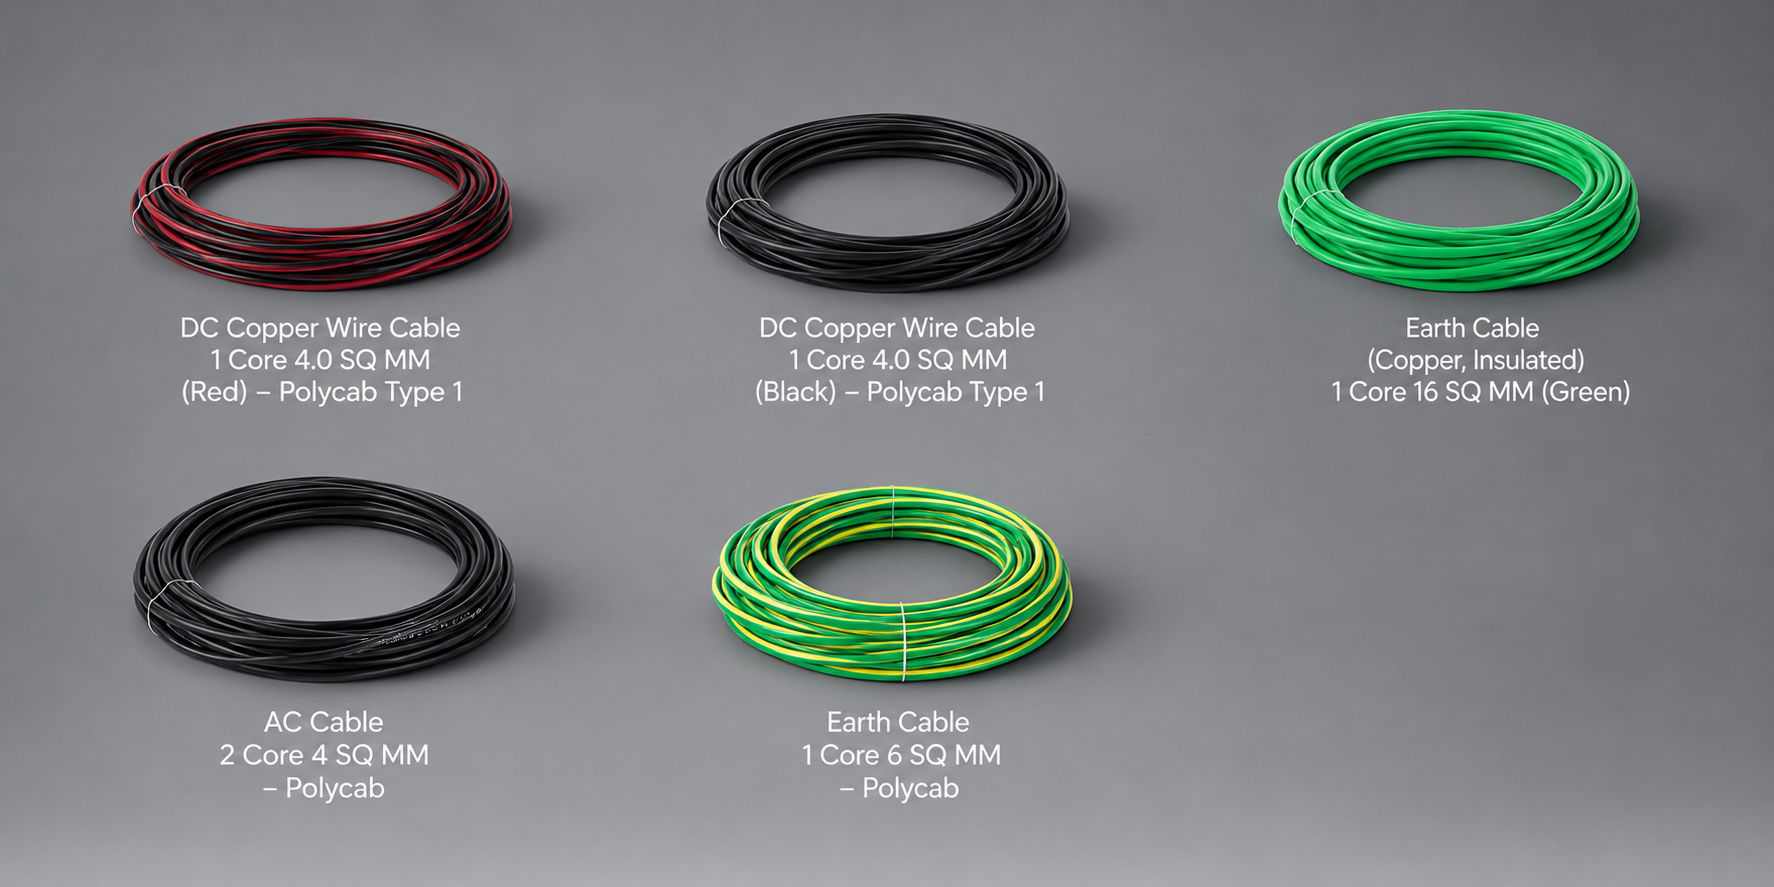 DC Copper Wire Cable
1 Core 4.0 SQ MM
(Red) – Polycab Type 1
DC Copper Wire Cable
1 Core 4.0 SQ MM
(Black) – Polycab Type 1
Earth Cable
(Copper, Insulated)
1 Core 16 SQ MM (Green)
AC Cable
2 Core 4 SQ MM
– Polycab
Earth Cable
1 Core 6 SQ MM
– Polycab